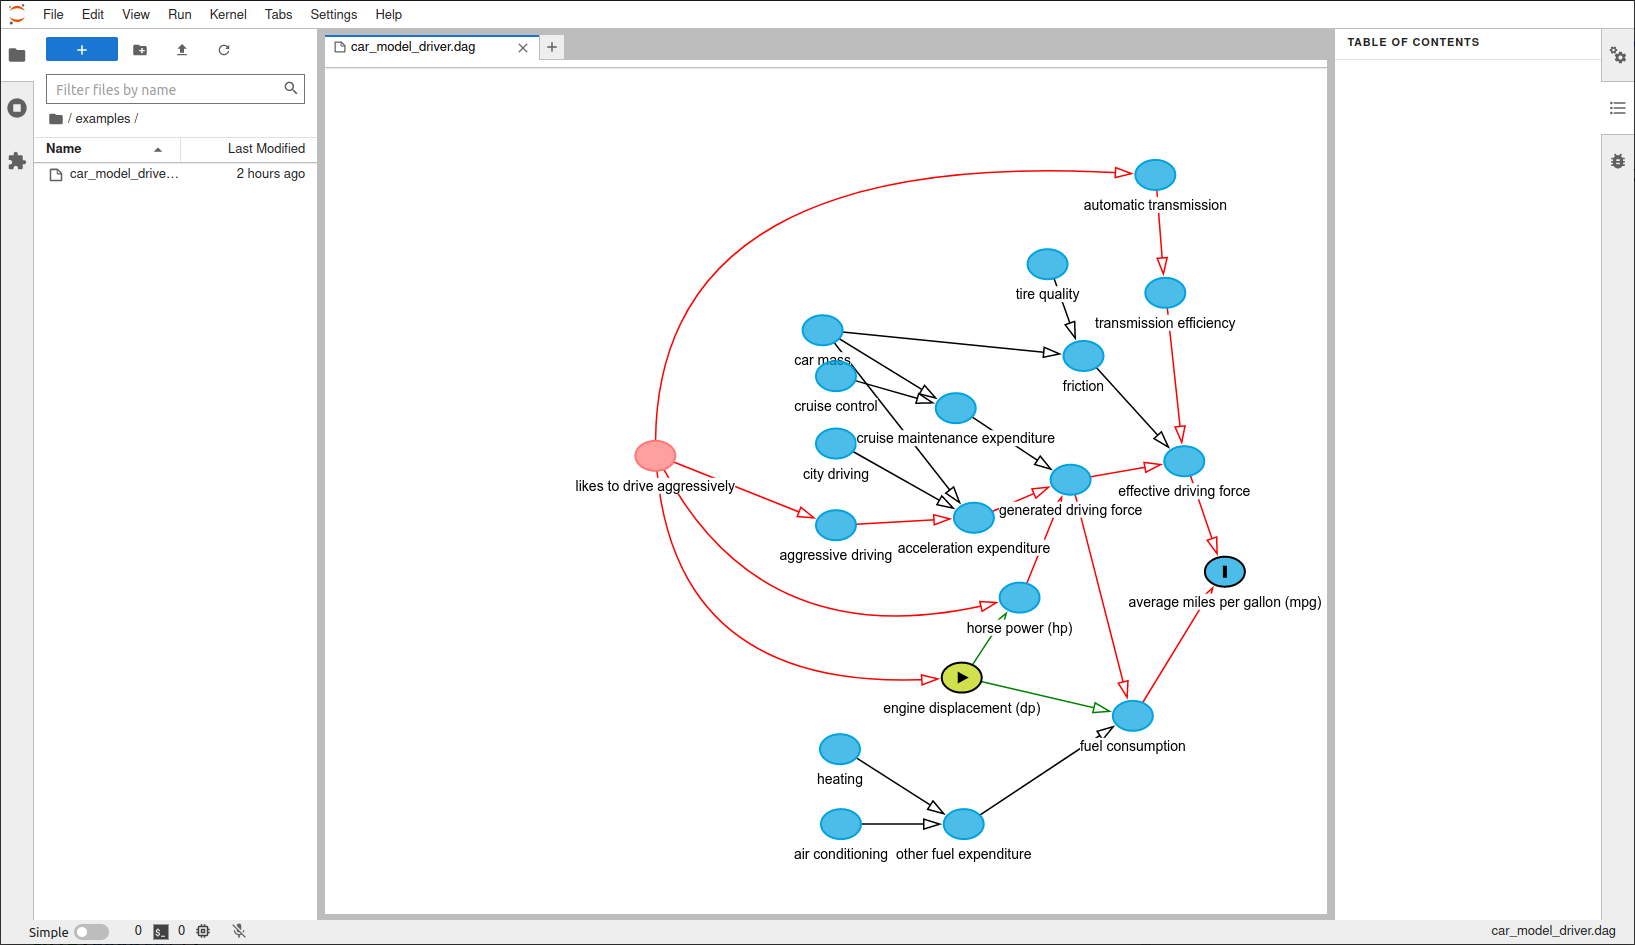 File Edit View Run Kernel Tabs Settings Help
car_model_driver.dag
TABLE OF CONTENTS
Filter files by name
/ examples /
Name Last Modified
car_model_drive... 2 hours ago
automatic transmission
tire quality
transmission efficiency
car mass
friction
cruise control
cruise maintenance expenditure
city driving
likes to drive aggressively
effective driving force
generated driving force
aggressive driving
acceleration expenditure
average miles per gallon (mpg)
horse power (hp)
engine displacement (dp)
fuel consumption
heating
air conditioning
other fuel expenditure
Simple 0 $_ 0 car_model_driver.dag